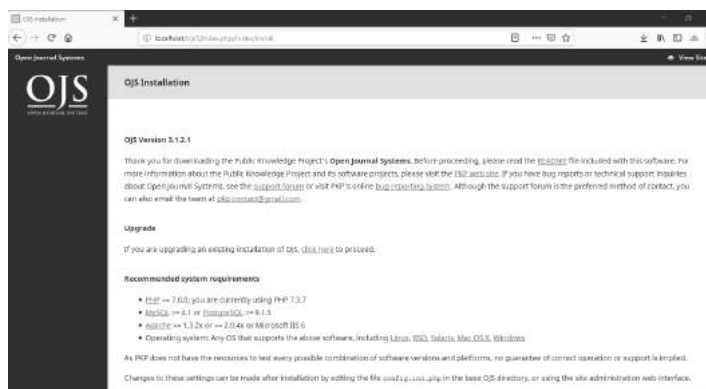 OJS Installation
localhost/ojs3/index.php/index/install
Open Journal Systems
View Site
OJS
OPEN JOURNAL SYSTEMS
OJS Installation
OJS Version 3.1.2.1
Thank you for downloading the Public Knowledge Project's Open Journal Systems. Before proceeding, please read the README file included with this software. For
more information about the Public Knowledge Project and its software projects, please visit the PKP web site. If you have bug reports or technical support inquiries
about Open Journal Systems, see the support forum or visit PKP's online bug reporting system. Although the support forum is the preferred method of contact, you
can also email the team at pkp.contact@gmail.com.
Upgrade
If you are upgrading an existing installation of OJS, click here to proceed.
Recommended system requirements
PHP >= 7.0.0; you are currently using PHP 7.3.7
MySQL >= 4.1 or PostgreSQL >= 9.1.5
Apache >= 1.3.2x or >= 2.0.4x or Microsoft IIS 6
Operating system: Any OS that supports the above software, including Linux, BSD, Solaris, Mac OS X, Windows
As PKP does not have the resources to test every possible combination of software versions and platforms, no guarantee of correct operation or support is implied.
Changes to these settings can be made after installation by editing the file config.inc.php in the base OJS directory, or using the site administration web interface.